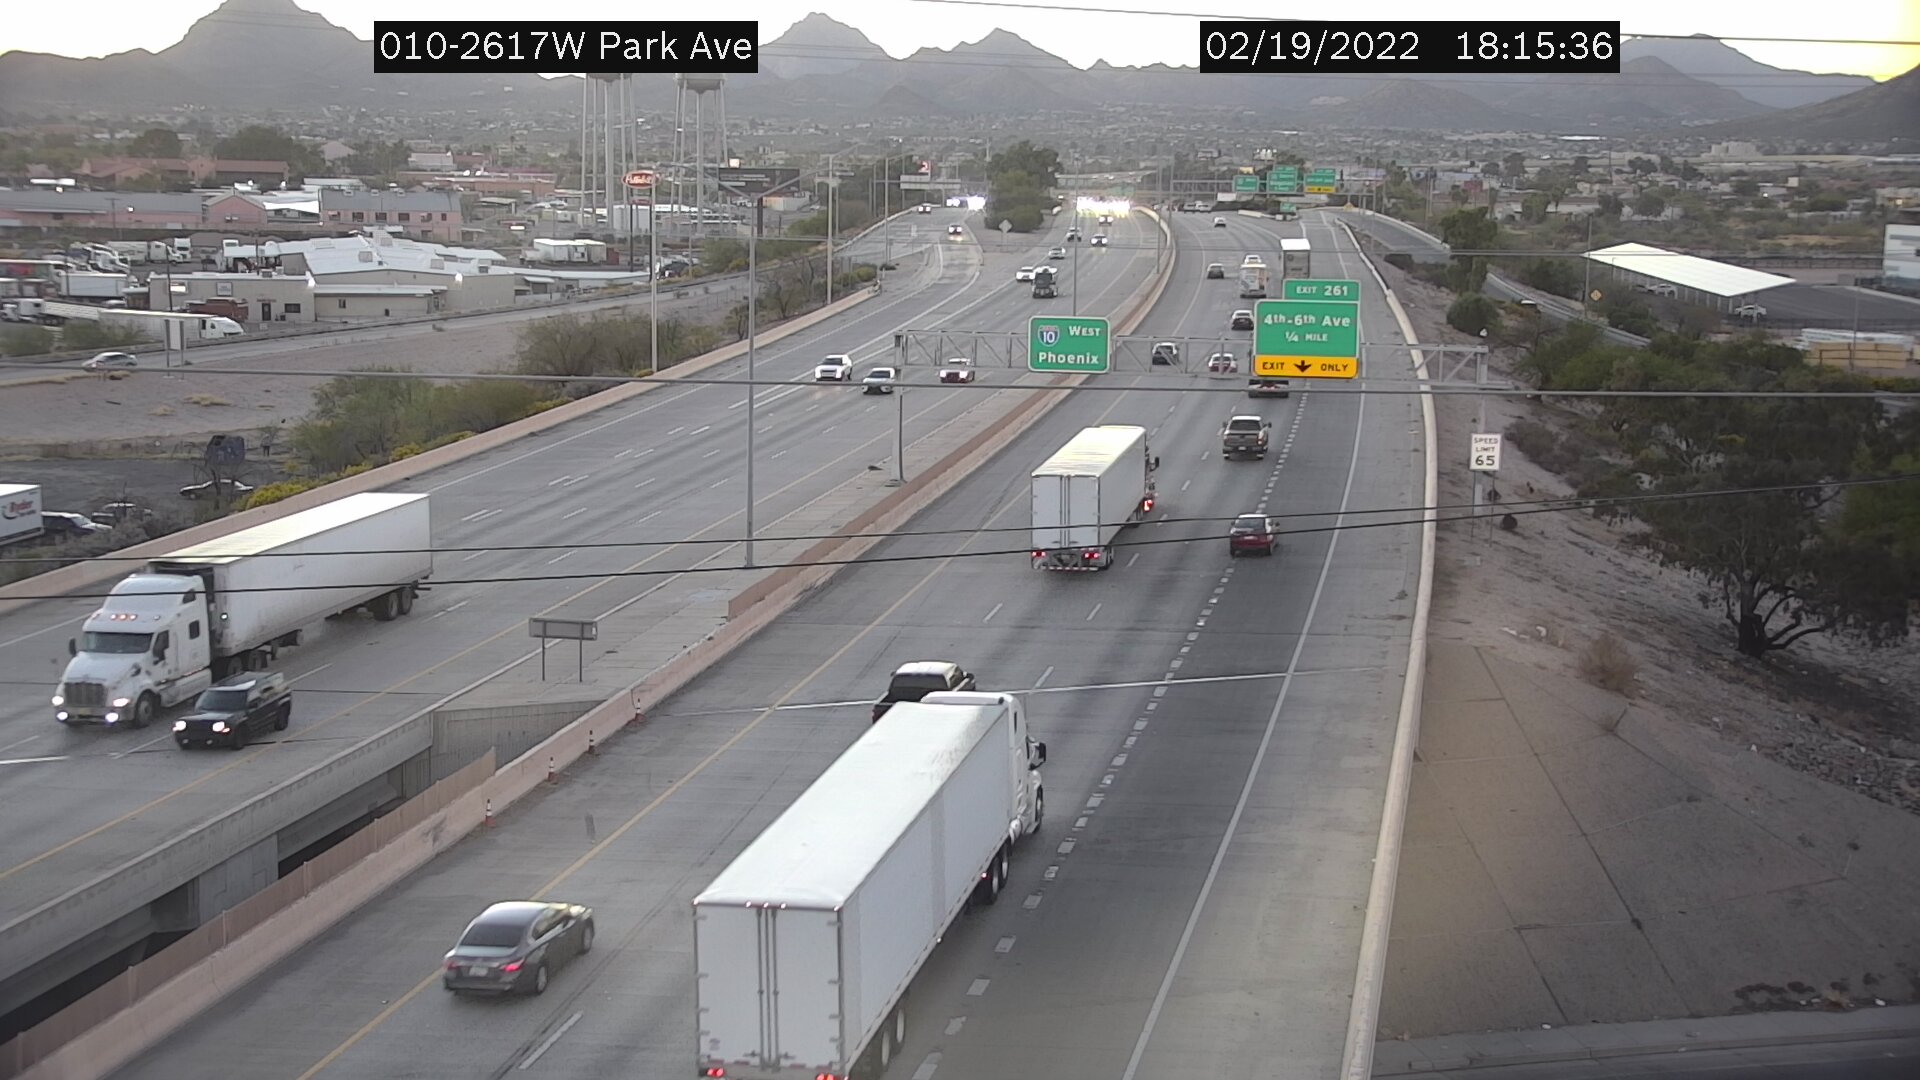 010-2617W Park Ave
02/19/2022 18:15:36
EXIT 261
4th-6th Ave
1/4 MILE
EXIT ONLY
10 WEST
Phoenix
SPEED
LIMIT
65
Ryder